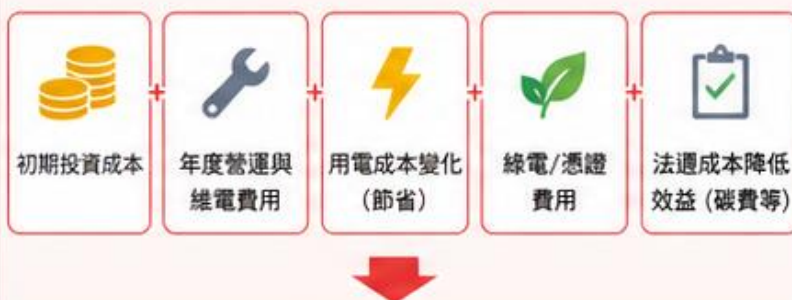 初期投資成本
年度營運與
維電費用
用電成本變化
(節省)
綠電/憑證
費用
法週成本降低
效益 (碳費等)